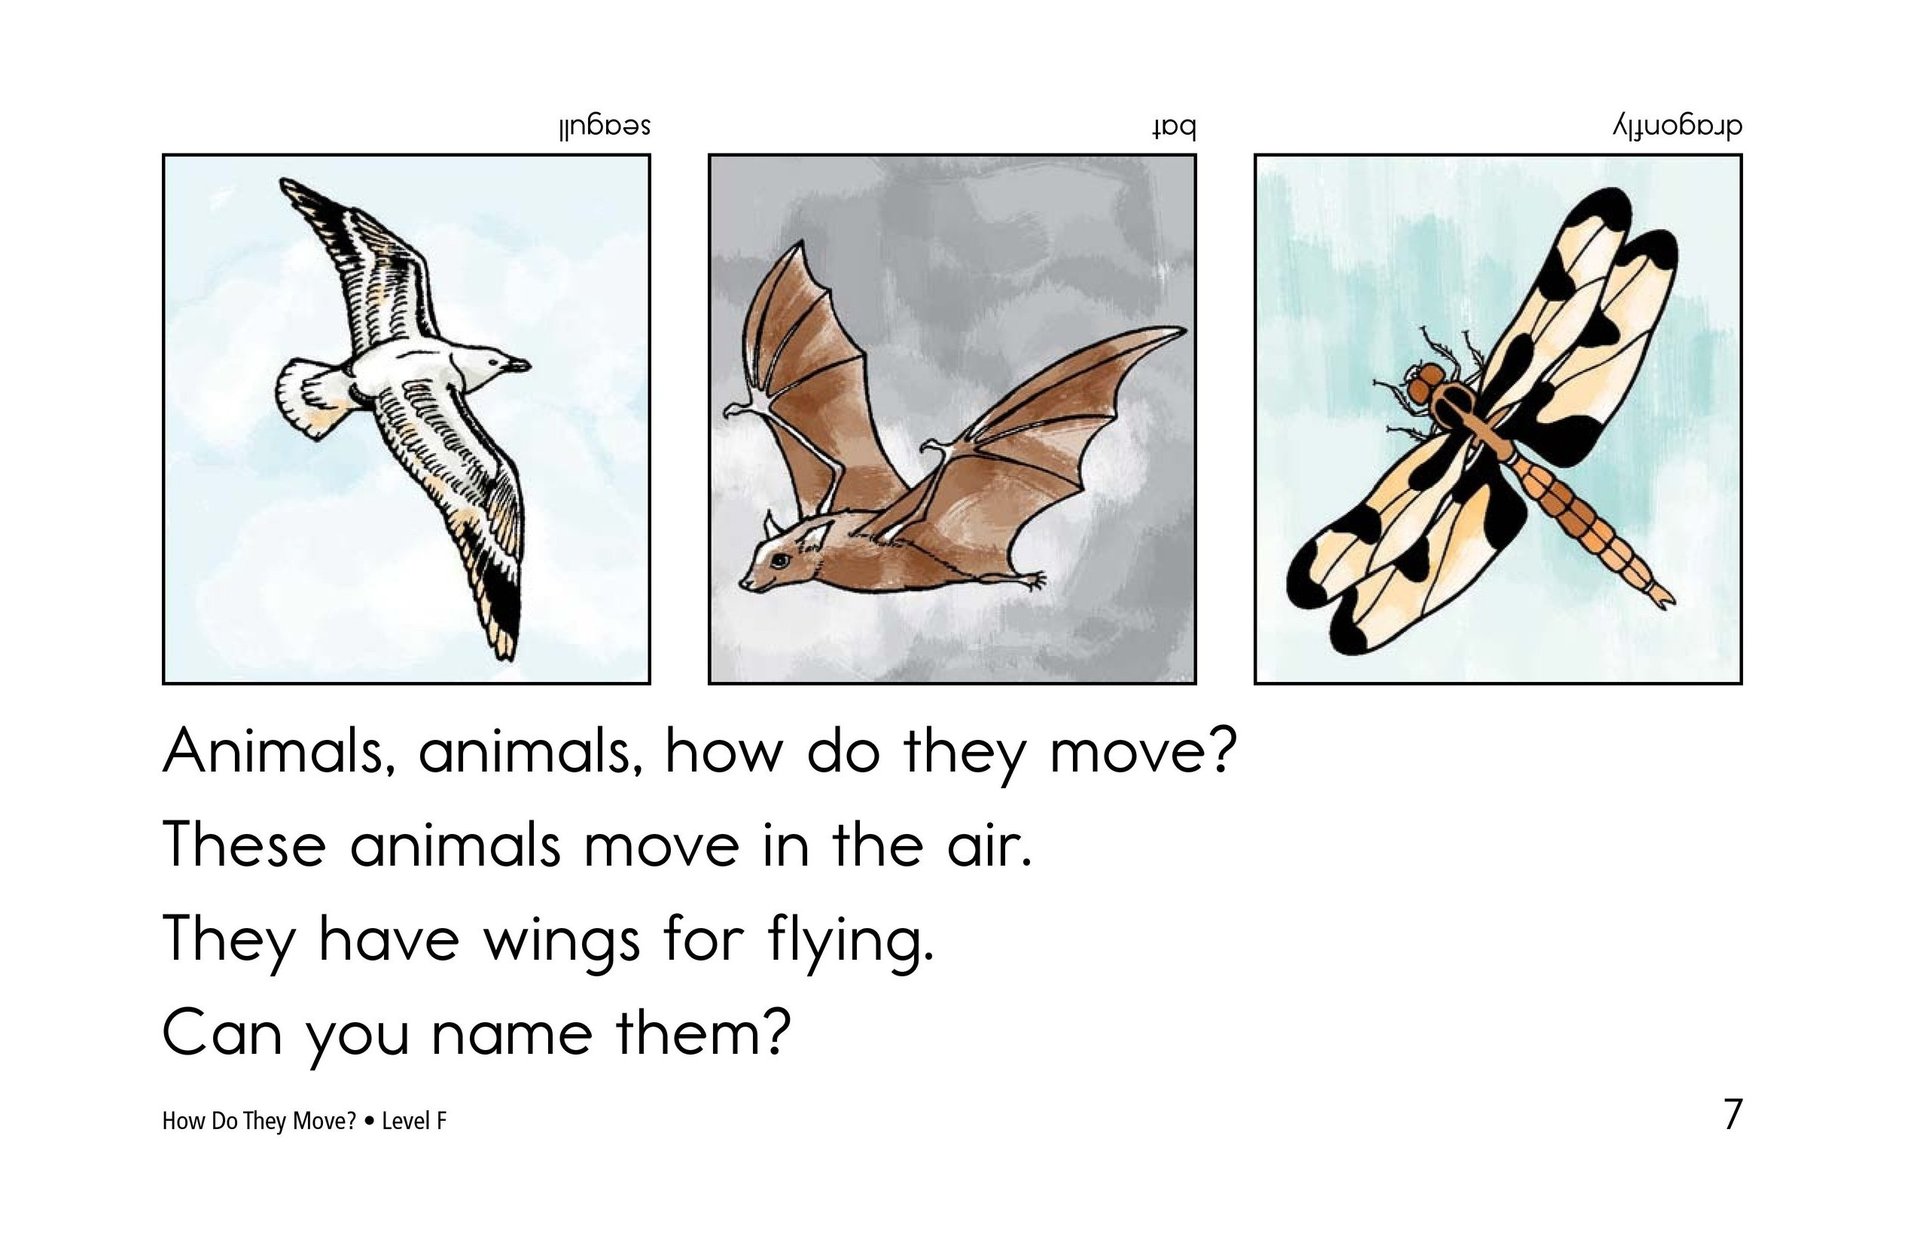 seagull
bat
dragonfly
Animals, animals, how do they move?
These animals move in the air.
They have wings for flying.
Can you name them?
How Do They Move? • Level F
7